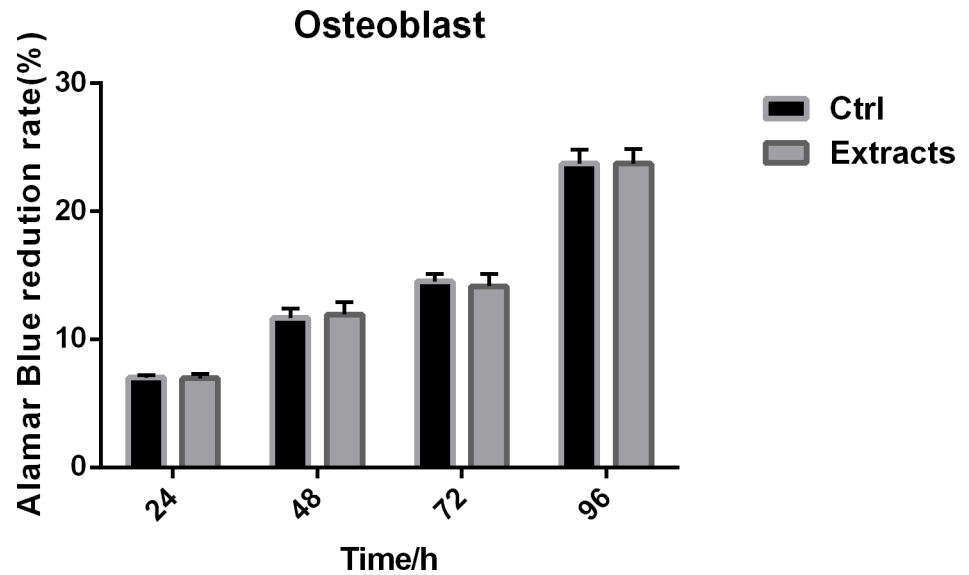 Osteoblast
Alamar Blue redution rate(%)
30
20
10
0
24
48
72
96
Time/h
Ctrl
Extracts